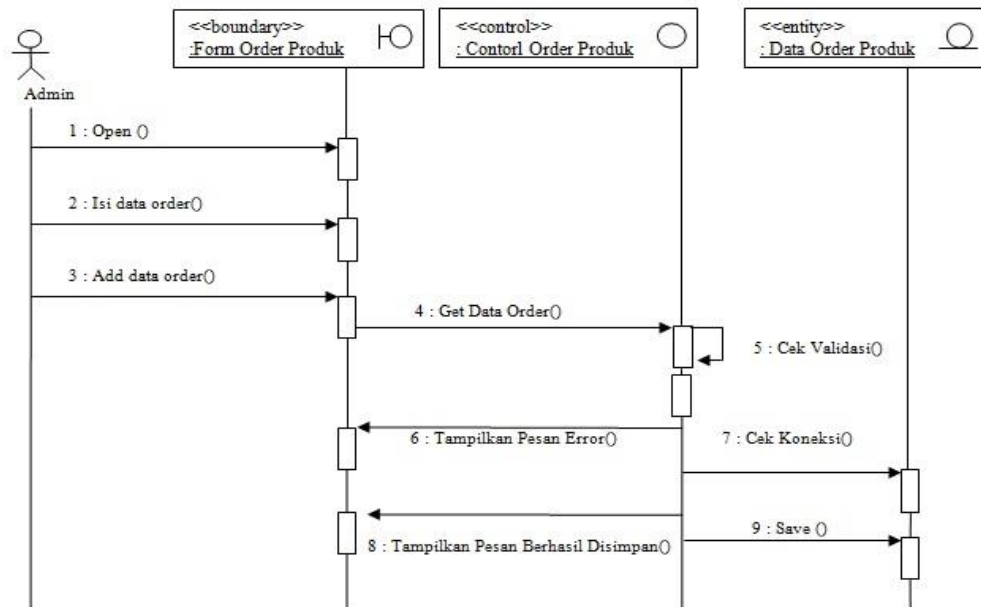 <<boundary>>
:Form Order Produk
<<control>>
: Contorl Order Produk
<<entity>>
: Data Order Produk
Admin
1 : Open ()
2 : Isi data order()
3 : Add data order()
4 : Get Data Order()
5 : Cek Validasi()
6 : Tampilkan Pesan Error()
7 : Cek Koneksi()
8 : Tampilkan Pesan Berhasil Disimpan()
9 : Save ()